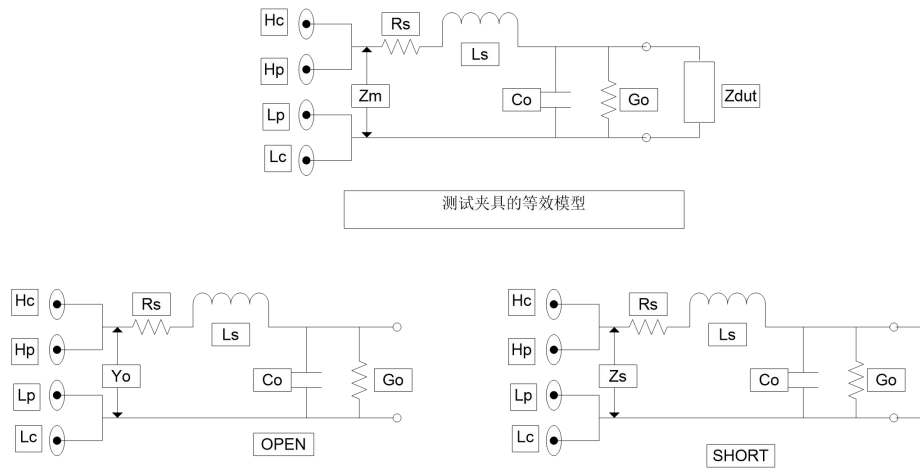 Hc
Rs
Ls
Hp
Zm
Co
Go
Zdut
Lp
Lc
测试夹具的等效模型
Hc
Rs
Ls
Hp
Yo
Co
Go
Lp
Lc
OPEN
Hc
Rs
Ls
Hp
Zs
Co
Go
Lp
Lc
SHORT